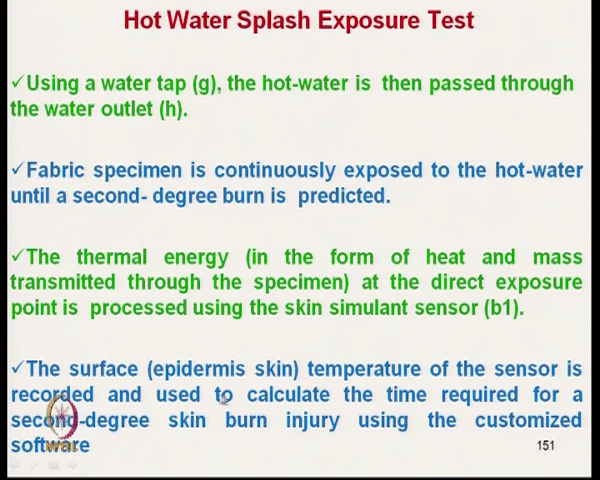 Hot Water Splash Exposure Test
✓Using a water tap (g), the hot-water is then passed through
the water outlet (h).
✓Fabric specimen is continuously exposed to the hot-water
until a second- degree burn is predicted.
✓The thermal energy (in the form of heat and mass
transmitted through the specimen) at the direct exposure
point is processed using the skin simulant sensor (b1).
✓The surface (epidermis skin) temperature of the sensor is
recorded and used to calculate the time required for a
second-degree skin burn injury using the customized
software
151